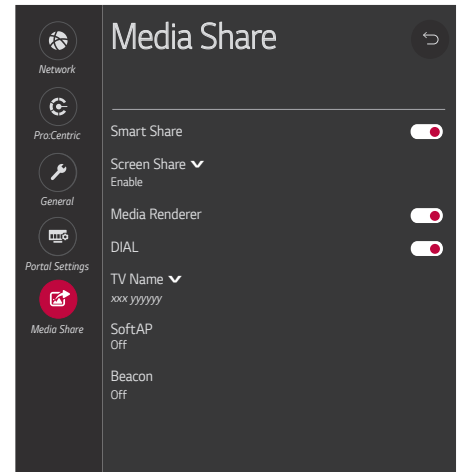 Media Share
Network
Pro:Centric
General
Portal Settings
Media Share
Smart Share
Screen Share
Enable
Media Renderer
DIAL
TV Name
xxx yyyyyy
SoftAP
Off
Beacon
Off